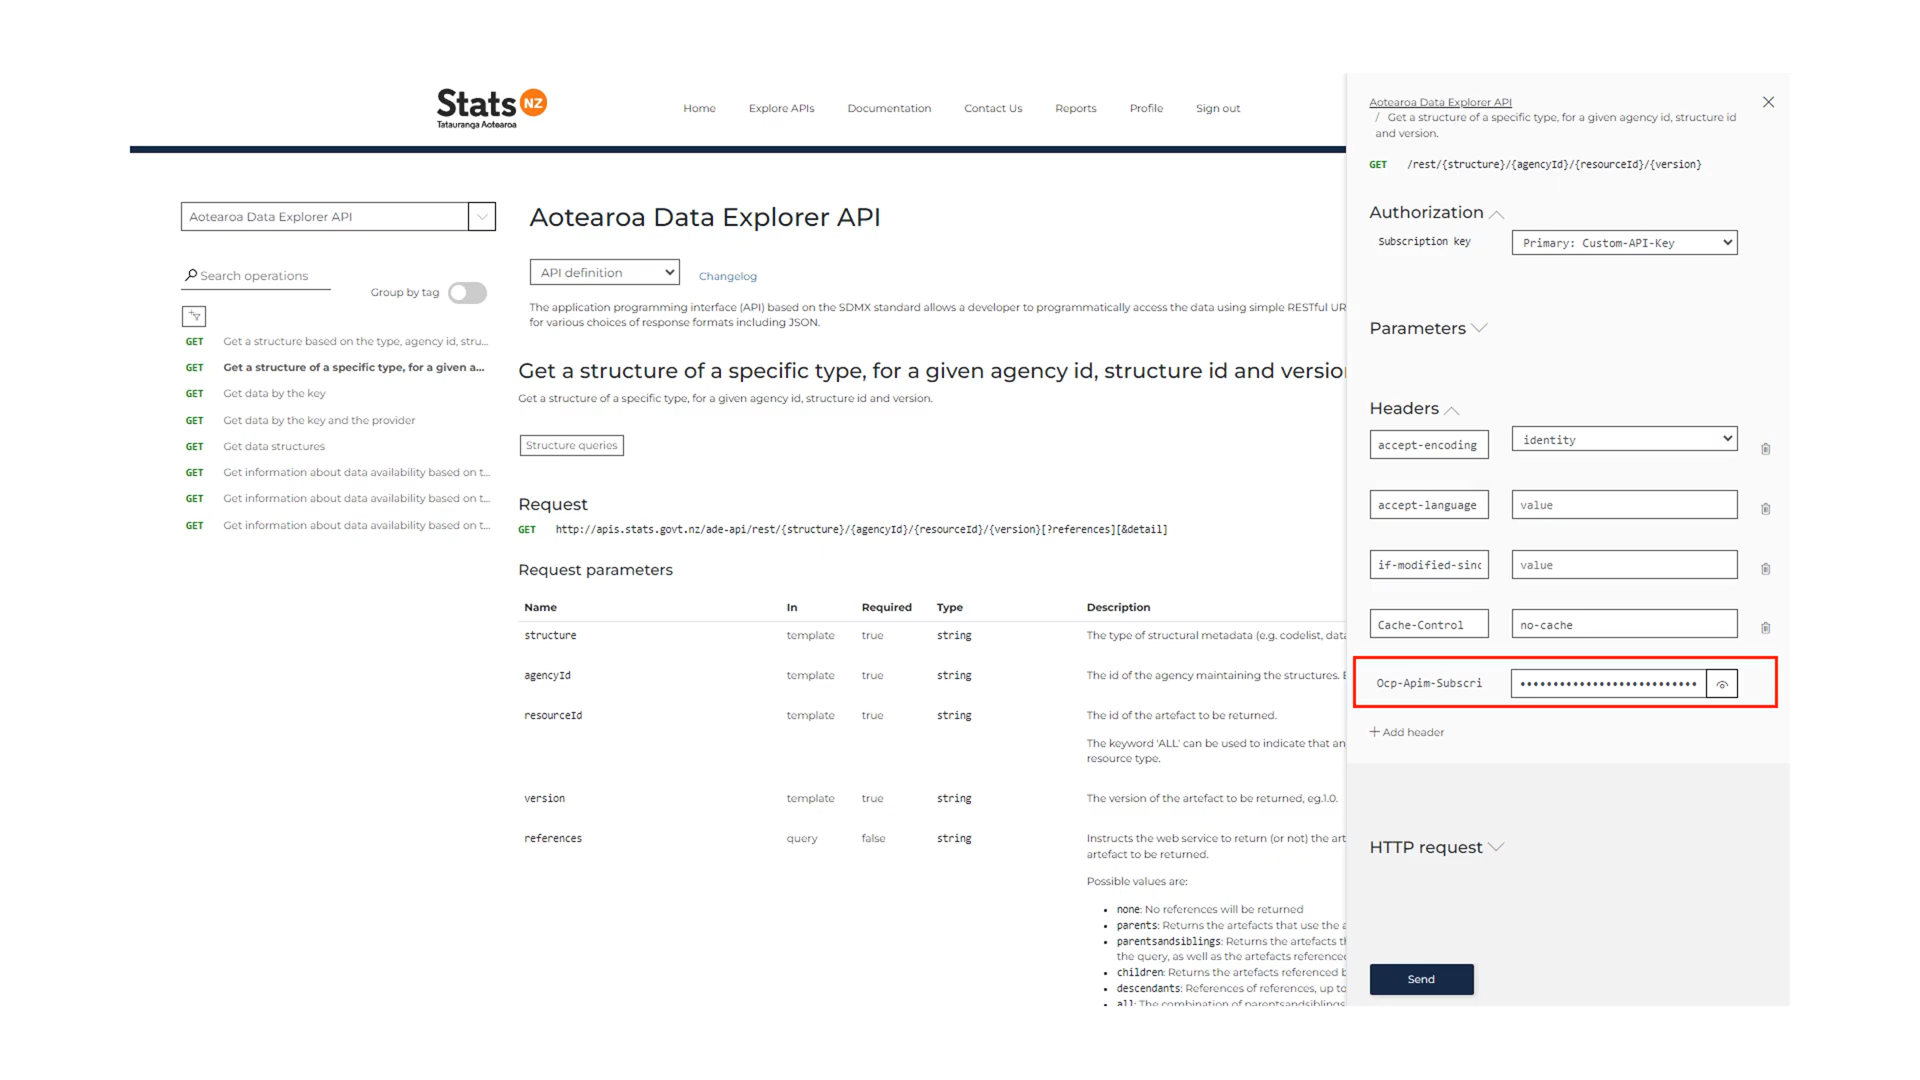 Stats NZ
Tatauranga Aotearoa
Home
Explore APIs
Documentation
Contact Us
Reports
Profile
Sign out
Aotearoa Data Explorer API
Search operations
Group by tag
GET Get a structure based on the type, agency id, stru...
GET Get a structure of a specific type, for a given a...
GET Get data by the key
GET Get data by the key and the provider
GET Get data structures
GET Get information about data availability based on t...
GET Get information about data availability based on t...
GET Get information about data availability based on t...
Aotearoa Data Explorer API
API definition
Changelog
The application programming interface (API) based on the SDMX standard allows a developer to programmatically access the data using simple RESTful UR
for various choices of response formats including JSON.
Get a structure of a specific type, for a given agency id, structure id and versio
Get a structure of a specific type, for a given agency id, structure id and version.
Structure queries
Request
GET http://apis.stats.govt.nz/ade-api/rest/{structure}/{agencyId}/{resourceId}/{version}[?references][&detail]
Request parameters
Name In Required Type Description
structure template true string The type of structural metadata (e.g. codelist, dat
agencyId template true string The id of the agency maintaining the structures.
resourceId template true string The id of the artefact to be returned.
The keyword 'ALL' can be used to indicate that an
resource type.
version template true string The version of the artefact to be returned, eg.1.0.
references query false string Instructs the web service to return (or not) the art
artefact to be returned.
Possible values are:
• none: No references will be returned
• parents: Returns the artefacts that use the a
• parentsandsiblings: Returns the artefacts th
the query, as well as the artefacts reference
• children: Returns the artefacts referenced b
• descendants: References of references, up to
• all: The combination of parentsandsiblings
Aotearoa Data Explorer API
/ Get a structure of a specific type, for a given agency id, structure id
and version.
GET /rest/{structure}/{agencyId}/{resourceId}/{version}
Authorization
Subscription key
Primary: Custom-API-Key
Parameters
Headers
accept-encoding
identity
accept-language
value
if-modified-sinc
value
Cache-Control
no-cache
Ocp-Apim-Subscri
•••••••••••••••••••••••••••
+ Add header
HTTP request
Send